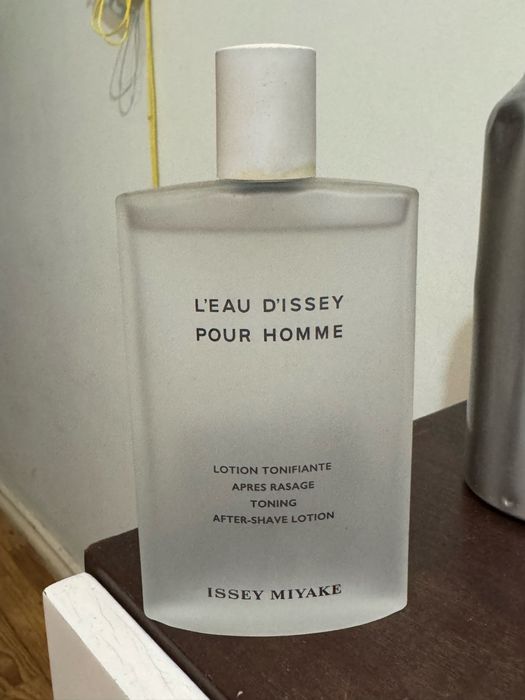 L'EAU D'ISSEY
POUR HOMME
LOTION TONIFIANTE
APRES RASAGE
TONING
AFTER-SHAVE LOTION
ISSEY MIYAKE